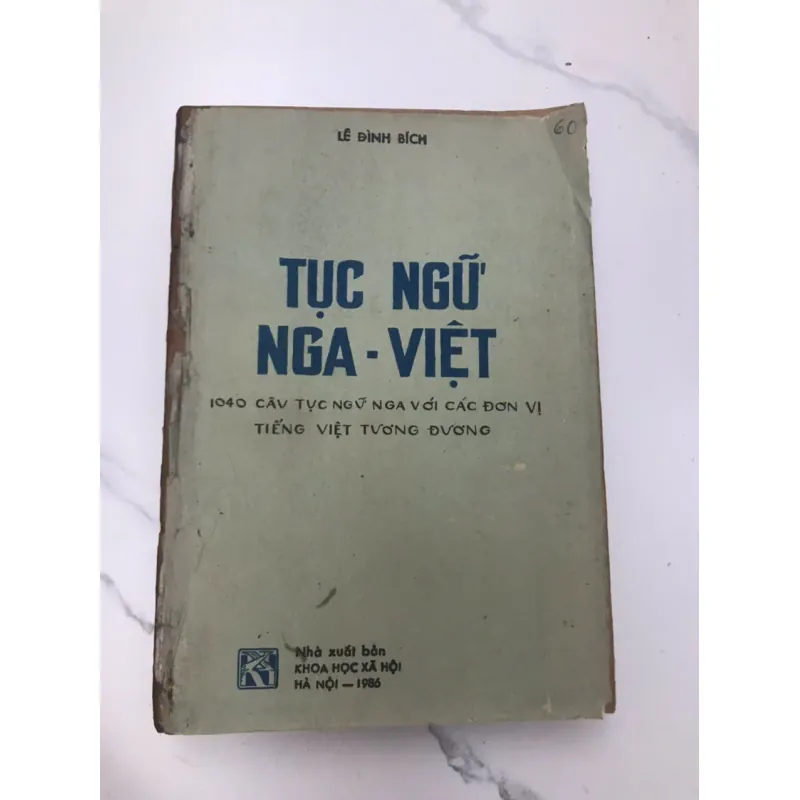 60
LÊ ĐÌNH BÍCH
TỤC NGỮ
NGA - VIỆT
1040 CÂU TỤC NGỮ NGA VỚI CÁC ĐƠN VỊ
TIẾNG VIỆT TƯƠNG ĐƯƠNG
Nhà xuất bản
KHOA HỌC XÃ HỘI
HÀ NỘI – 1986